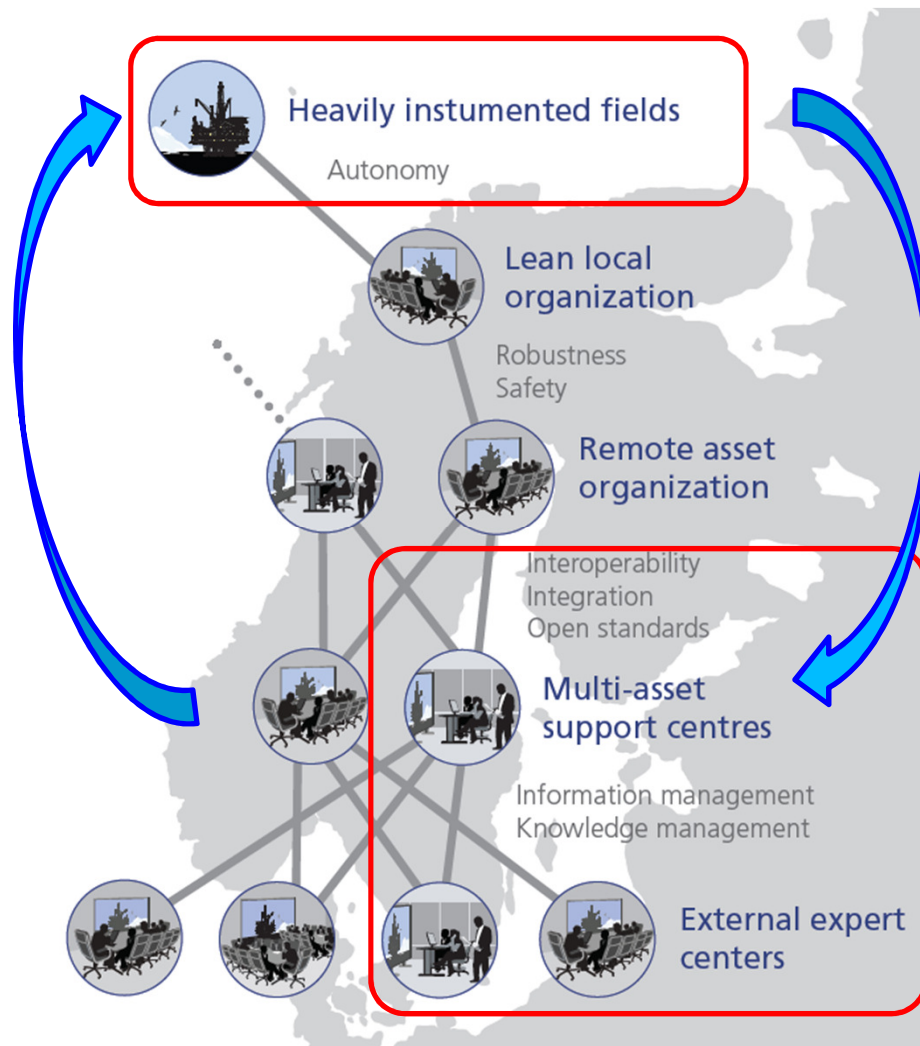 Heavily instumented fields
Autonomy
Lean local
organization
Robustness
Safety
Remote asset
organization
Interoperability
Integration
Open standards
Multi-asset
support centres
Information management
Knowledge management
External expert
centers